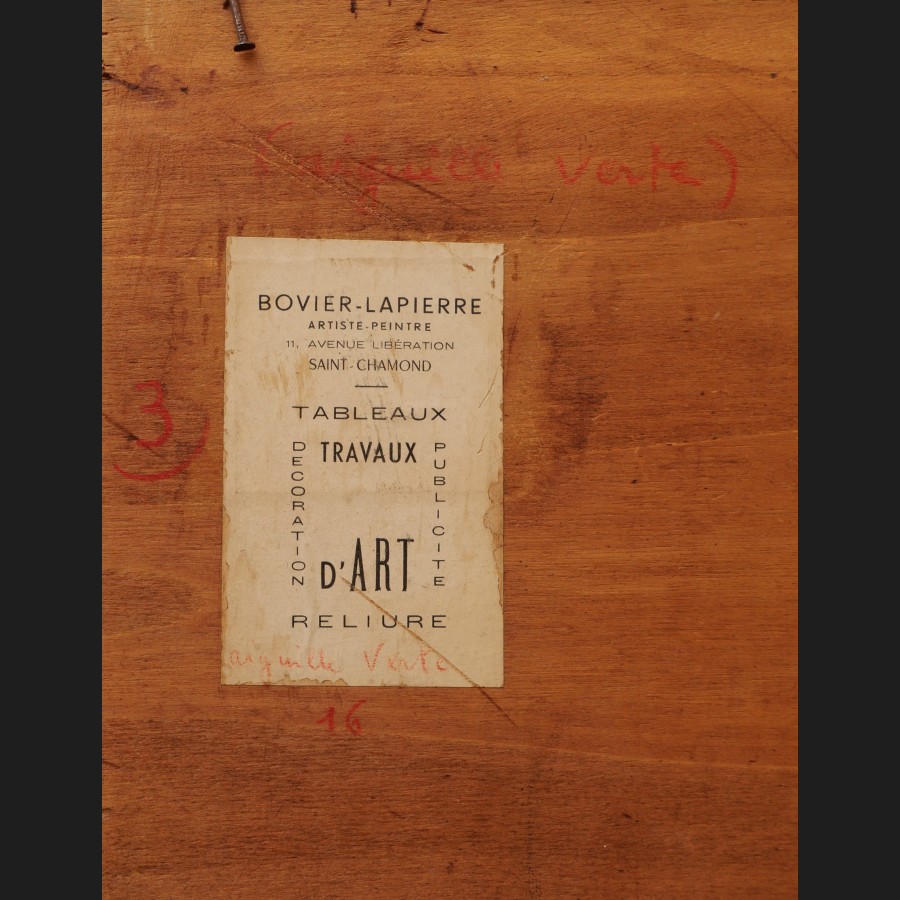 (aiguille Verte)
BOVIER-LAPIERRE
ARTISTE-PEINTRE
11, AVENUE LIBÉRATION
SAINT-CHAMOND
TABLEAUX
TRAVAUX
DECORATION
PUBLICITE
D'ART
RELIURE
aiguille Verte
3
16